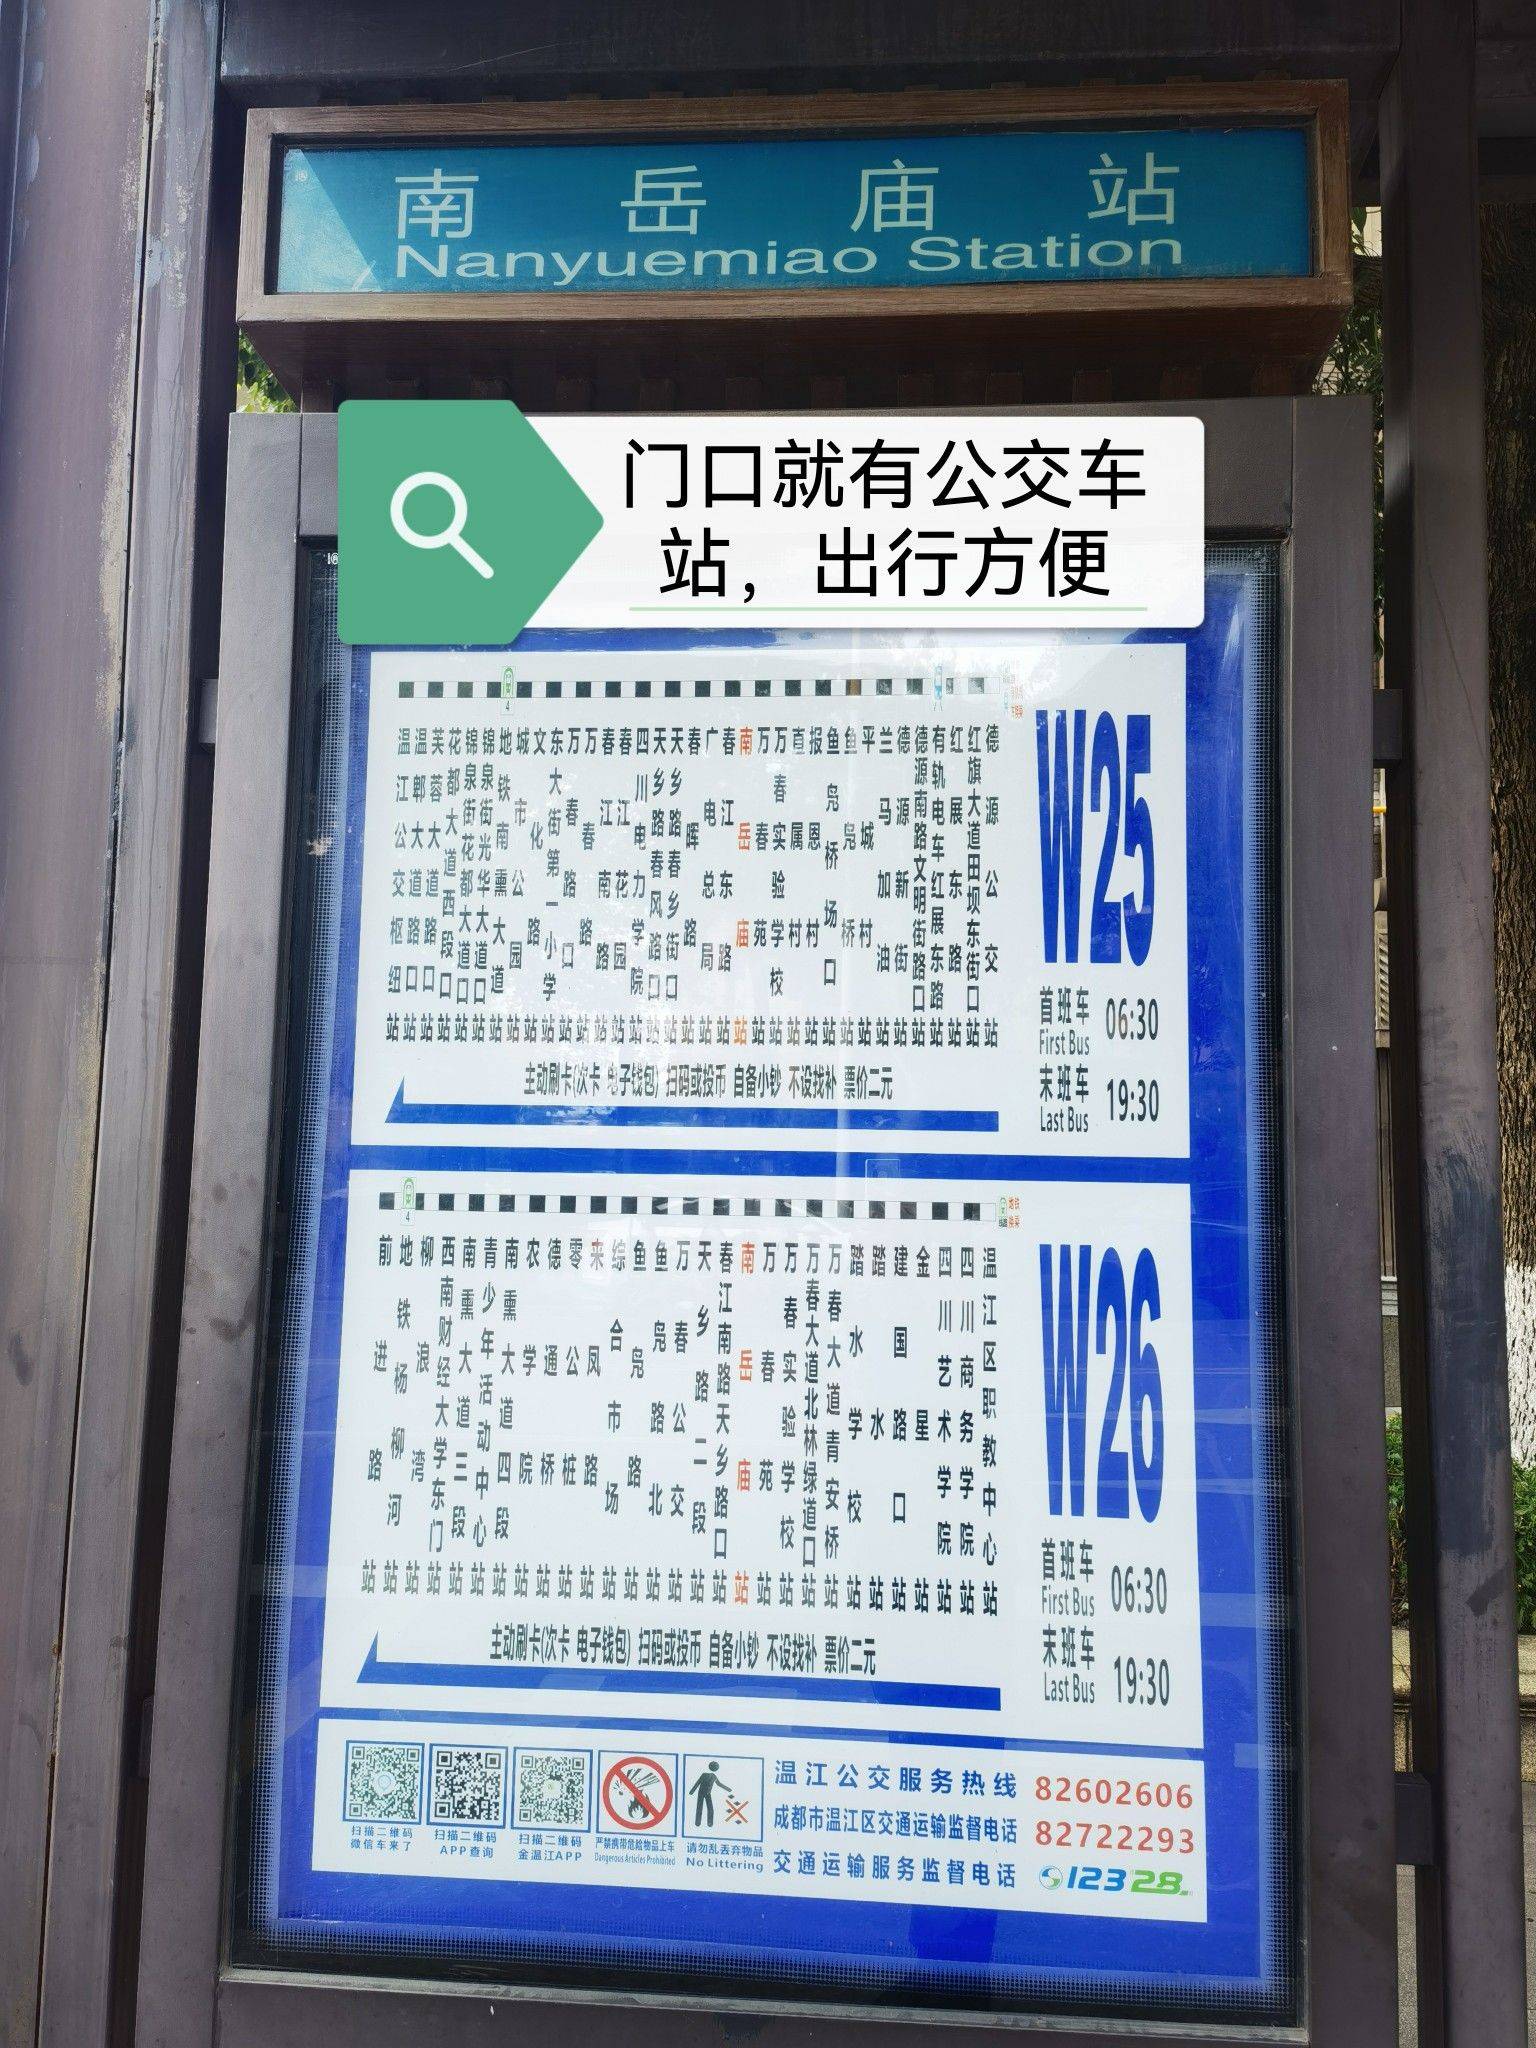 南岳庙站
Nanyuemiao Station
门口就有公交车
站，出行方便
4
温江公交枢纽站
温郫大道路口站
芙蓉大道路口站
花都大道西段口站
锦泉街花都大道口站
锦泉街光华大道口站
地铁南熏大道站
城市公园站
文化路站
东大街第一小学站
万春路口站
万春路站
春江南路站
春江花园站
四川电力学院站
天乡路春风路口站
天乡路春乡街口站
春晖路站
广电总局站
春江东路站
南岳庙站
万春苑站
万春实验学校站
直属村站
报恩村站
鱼凫桥场口站
鱼凫桥站
平城村站
兰马加油站
德源新街站
德源南路文明街路口站
有轨电车红展东路站
红展东路站
红旗大道田坝东街口站
德源公交站
主动刷卡(次卡 电子钱包) 扫码或投币 自备小钞 不设找补 票价二元
W25
首班车 06:30
First Bus
末班车 19:30
Last Bus
4
前进路站
地铁杨柳河站
柳浪湾站
西南财经大学东门站
南熏大道三段站
青少年活动中心站
南熏大道四段站
农学院站
德通桥站
零公桩站
来凤路站
综合市场站
鱼凫路站
鱼凫路北站
万春公交站
天乡路二段站
春江南路天乡路口站
南岳庙站
万春苑站
万春实验学校站
万春大道北林绿道口站
万春大道青安桥站
踏水学校站
踏水站
建国路口站
金星站
四川艺术学院站
四川商务学院站
温江区职教中心站
主动刷卡(次卡 电子钱包) 扫码或投币 自备小钞 不设找补 票价二元
W26
首班车 06:30
First Bus
末班车 19:30
Last Bus
扫描二维码
微信车来了
扫描二维码
APP查询
扫描二维码
金温江APP
严禁携带危险物品上车
Dangerous Articles Prohibited
请勿乱丢弃物品
No Littering
温江公交服务热线 82602606
成都市温江区交通运输监督电话 82722293
交通运输服务监督电话 12328